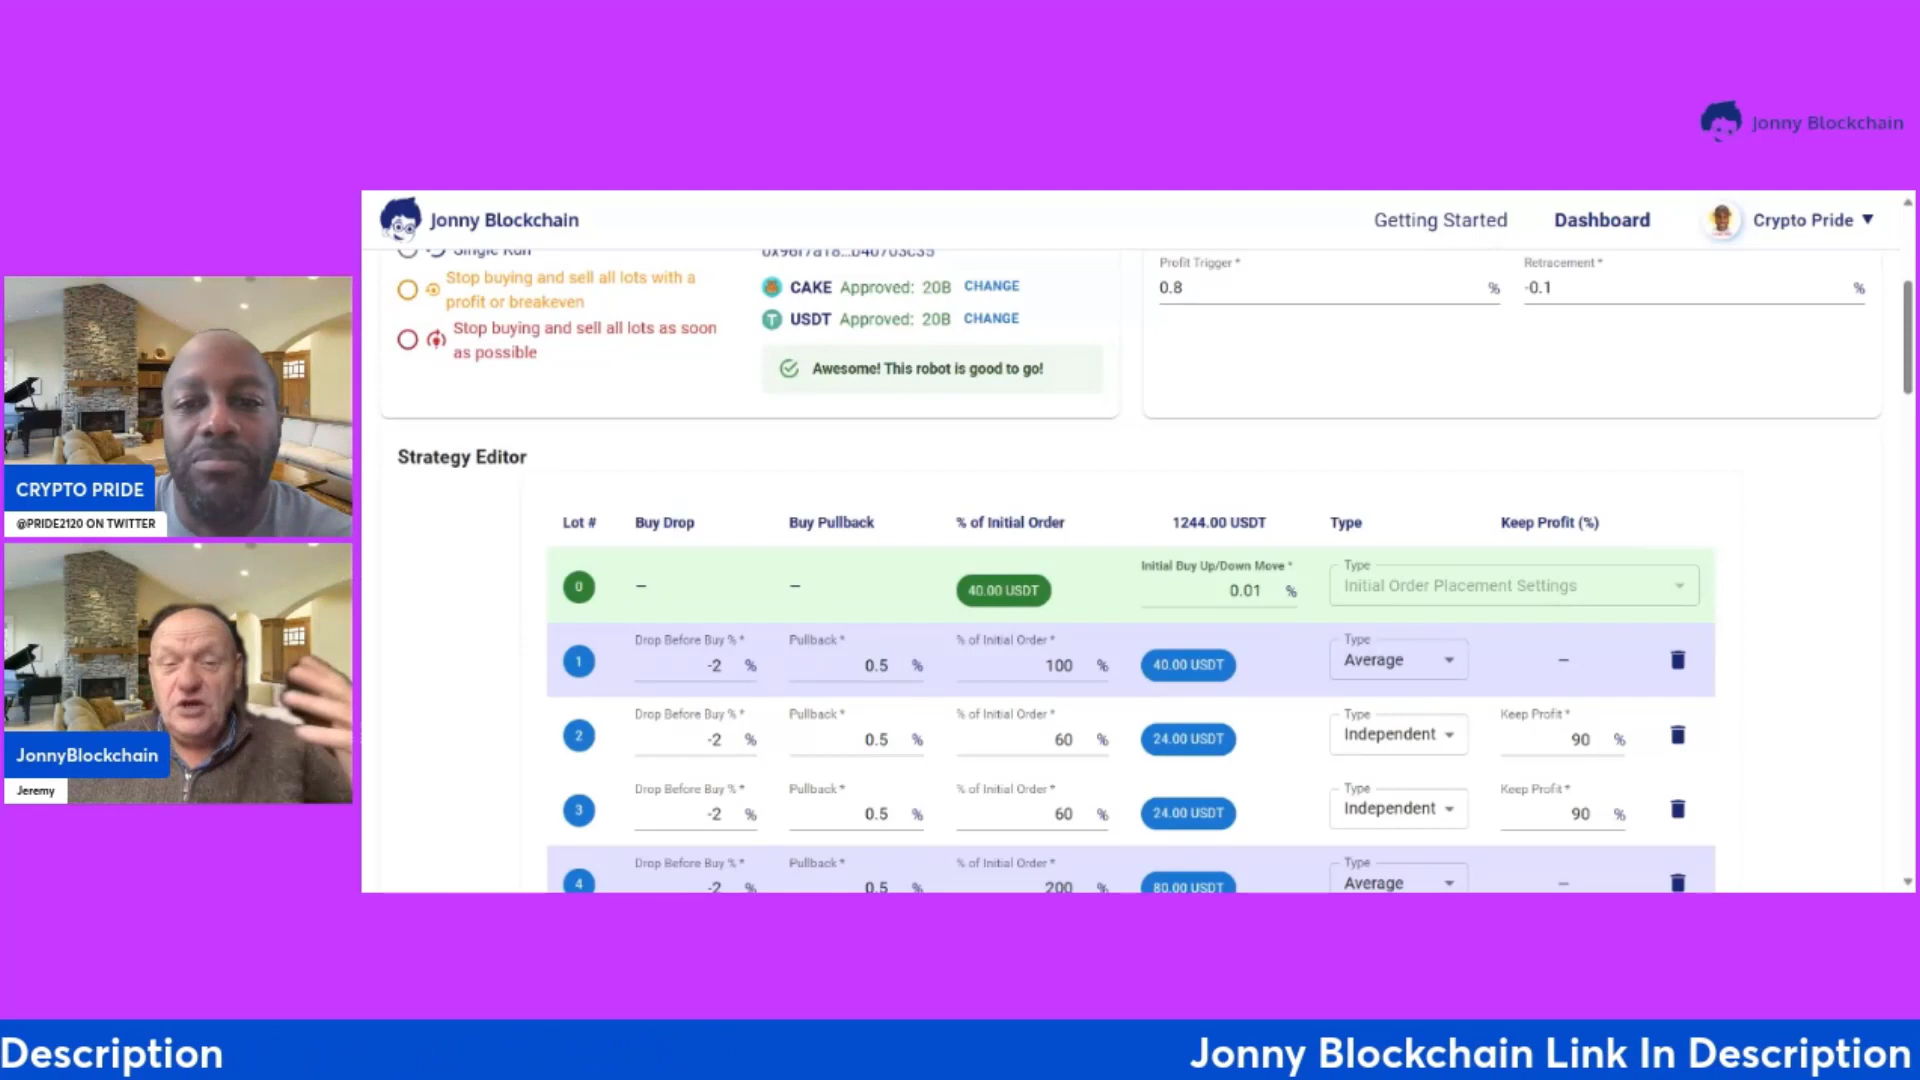 Jonny Blockchain
Jonny Blockchain
Getting Started
Dashboard
Crypto Pride
Single Run
0x96f7a18...b40703c35
Stop buying and sell all lots with a
profit or breakeven
Stop buying and sell all lots as soon
as possible
CAKE Approved: 20B CHANGE
USDT Approved: 20B CHANGE
Awesome! This robot is good to go!
Profit Trigger *
0.8 %
Retracement *
-0.1 %
Strategy Editor
Lot # Buy Drop Buy Pullback % of Initial Order 1244.00 USDT Type Keep Profit (%)
0 – – 40.00 USDT
Initial Buy Up/Down Move *
0.01 %
Type
Initial Order Placement Settings
Drop Before Buy % * Pullback * % of Initial Order * Type
1 -2 % 0.5 % 100 % 40.00 USDT Average –
Drop Before Buy % * Pullback * % of Initial Order * Type Keep Profit *
2 -2 % 0.5 % 60 % 24.00 USDT Independent 90 %
Drop Before Buy % * Pullback * % of Initial Order * Type Keep Profit *
3 -2 % 0.5 % 60 % 24.00 USDT Independent 90 %
Drop Before Buy % * Pullback * % of Initial Order * Type
4 -2 % 0.5 % 200 % 80.00 USDT Average –
CRYPTO PRIDE
@PRIDE2120 ON TWITTER
JonnyBlockchain
Jeremy
Description
Jonny Blockchain Link In Description